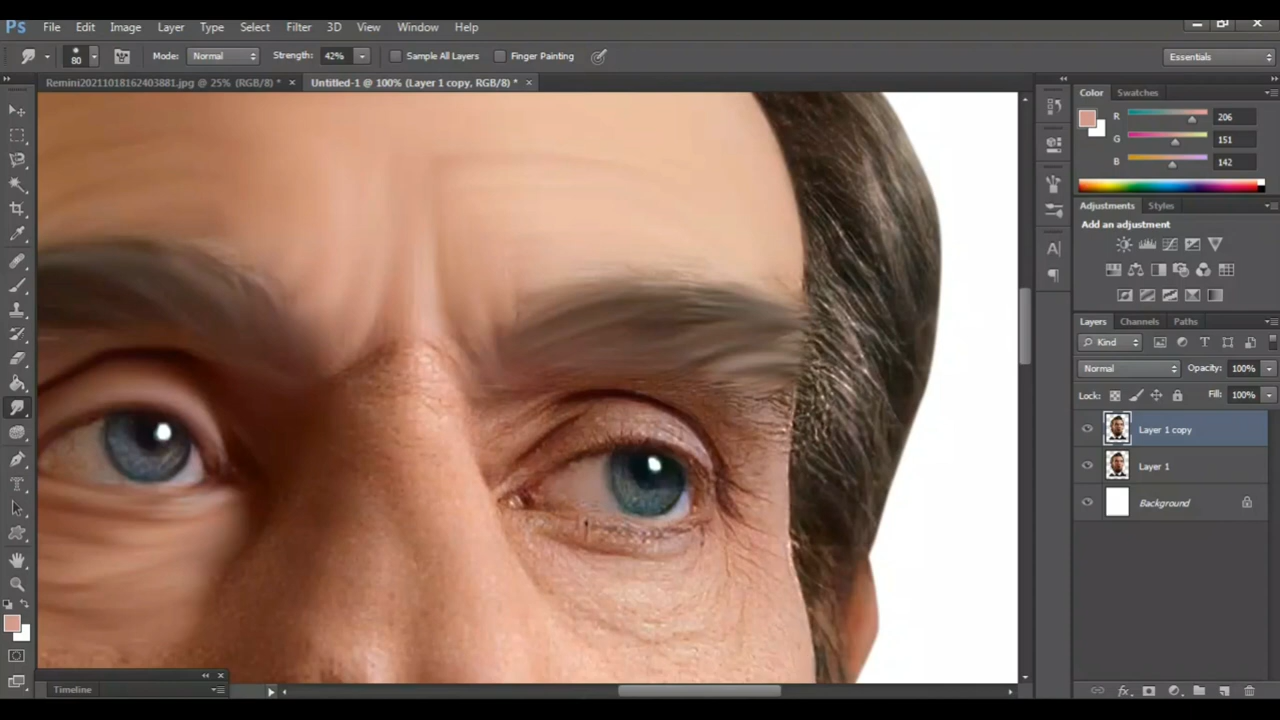 Ps File Edit Image Layer Type Select Filter 3D View Window Help
80 Mode: Normal Strength: 42% Sample All Layers Finger Painting Essentials
Remini20211018162403881.jpg @ 25% (RGB/8) * × Untitled-1 @ 100% (Layer 1 copy, RGB/8) * ×
Color Swatches
R 206
G 151
B 142
Adjustments Styles
Add an adjustment
Layers Channels Paths
Kind
Normal Opacity: 100%
Lock: Fill: 100%
Layer 1 copy
Layer 1
Background
Timeline